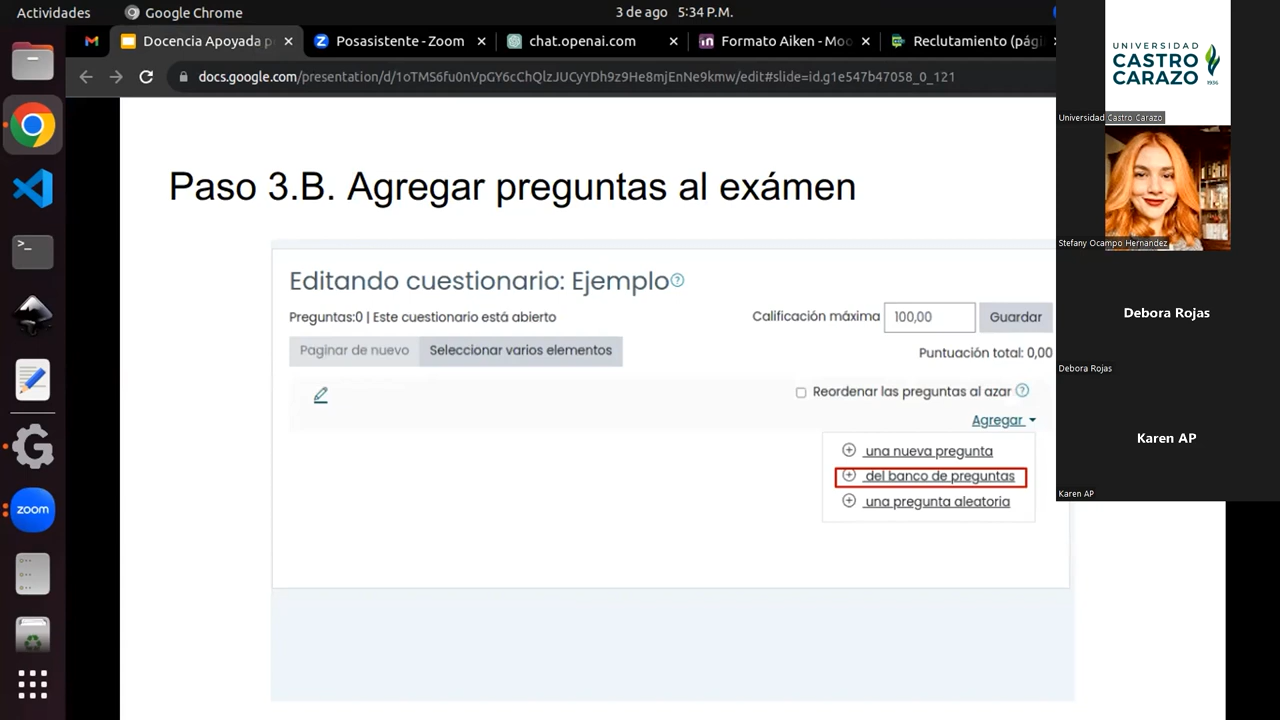 Actividades
Google Chrome
3 de ago 5:34 P.M.
Docencia Apoyada p
Posasistente - Zoom
chat.openai.com
Formato Aiken - Moo
Reclutamiento (pági
docs.google.com/presentation/d/1oTMS6fu0nVpGY6cChQlzJUCyYDh9z9He8mjEnNe9kmw/edit#slide=id.g1e547b47058_0_121
Paso 3.B. Agregar preguntas al exámen
Editando cuestionario: Ejemplo
Preguntas:0 | Este cuestionario está abierto
Calificación máxima 100,00 Guardar
Paginar de nuevo Seleccionar varios elementos
Puntuación total: 0,00
Reordenar las preguntas al azar
Agregar
una nueva pregunta
del banco de preguntas
una pregunta aleatoria
zoom
UNIVERSIDAD
CASTRO
CARAZO
1936
Universidad Castro Carazo
Stefany Ocampo Hernandez
Debora Rojas
Debora Rojas
Karen AP
Karen AP